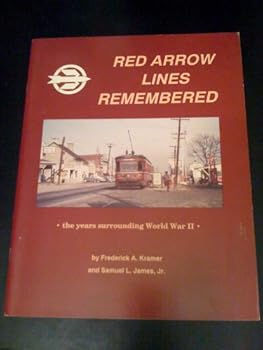 RED ARROW
LINES
REMEMBERED
• the years surrounding World War II •
by Frederick A. Kramer
and Samuel L. James, Jr.